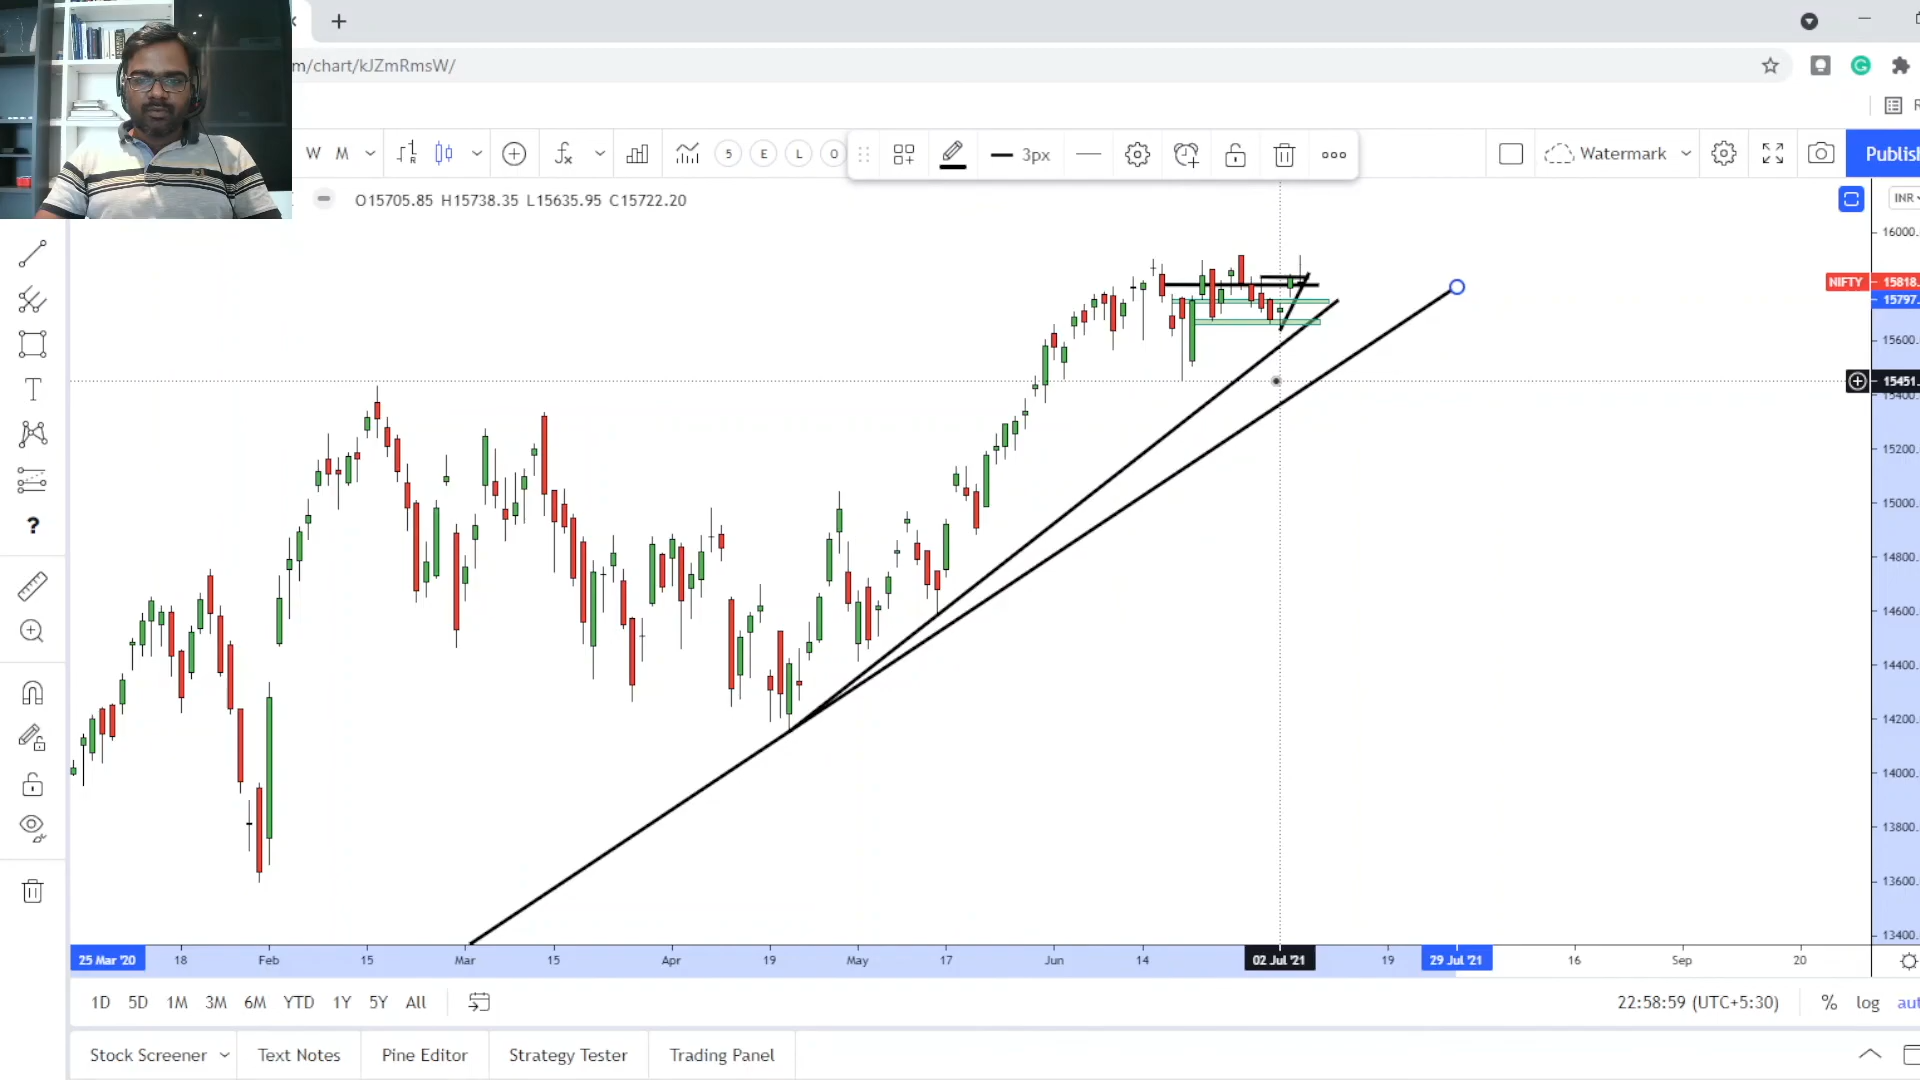 m/chart/kJZmRmsW/
W M 5 E L O 3px Watermark Publish
O15705.85 H15738.35 L15635.95 C15722.20
INR
16000.
NIFTY 15818.
15797.
15600.
15451.
15400.
15200.
15000.
14800.
14600.
14400.
14200.
14000.
13800.
13600.
13400
25 Mar '20 18 Feb 15 Mar 15 Apr 19 May 17 Jun 14 02 Jul '21 19 29 Jul '21 16 Sep 20
1D 5D 1M 3M 6M YTD 1Y 5Y All 22:58:59 (UTC+5:30) % log
Stock Screener Text Notes Pine Editor Strategy Tester Trading Panel